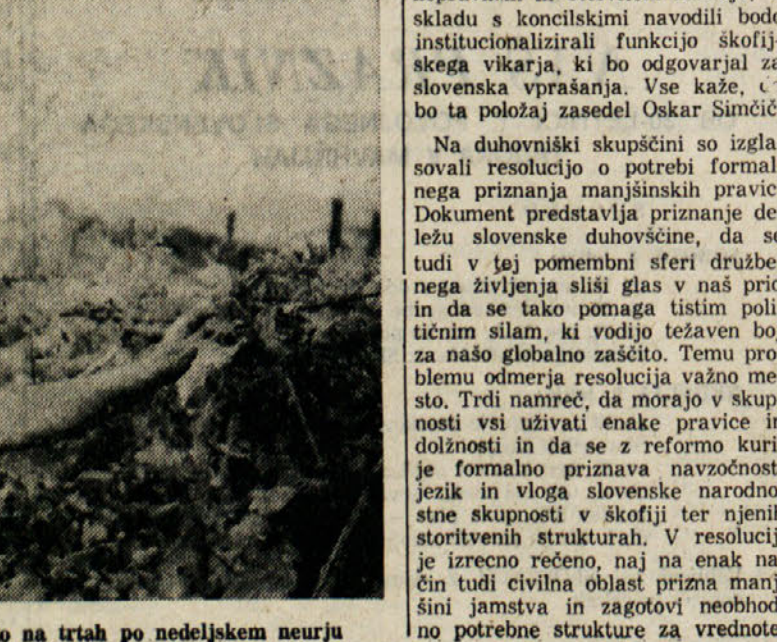 skladu s koncilskimi navodili bodo
institucionalizirali funkcijo škofij-
skega vikarja, ki bo odgovarjal za
slovenska vprašanja. Vse kaže,
bo ta položaj zasedel Oskar Simčič
Na duhovniški skupščini so izgla
sovali resolucijo o potrebi formal
nega priznanja manjšinskih pravic
Dokument predstavlja priznanje de
ležu slovenske duhovščine, da se
tudi v tej pomembni sferi družbe
nega življenja sliši glas v naš prid
in da se tako pomaga tistim poli
tičnim silam, ki vodijo težaven boj
za našo globalno zaščito. Temu pro
blemu odmerja resolucija važno me
sto. Trdi namreč, da morajo v skup
nosti vsi uživati enake pravice in
dolžnosti in da se z reformo kuri
je formalno priznava navzočnost
jezik in vloga slovenske narodno
stne skupnosti v škofiji ter njenih
storitvenih strukturah. V resoluciji
je izrecno rečeno, naj na enak na
čin tudi civilna oblast prizna manj
šini jamstva in zagotovi neobhod
no potrebne strukture za vrednota
o na trtah po nedeljskem neurju